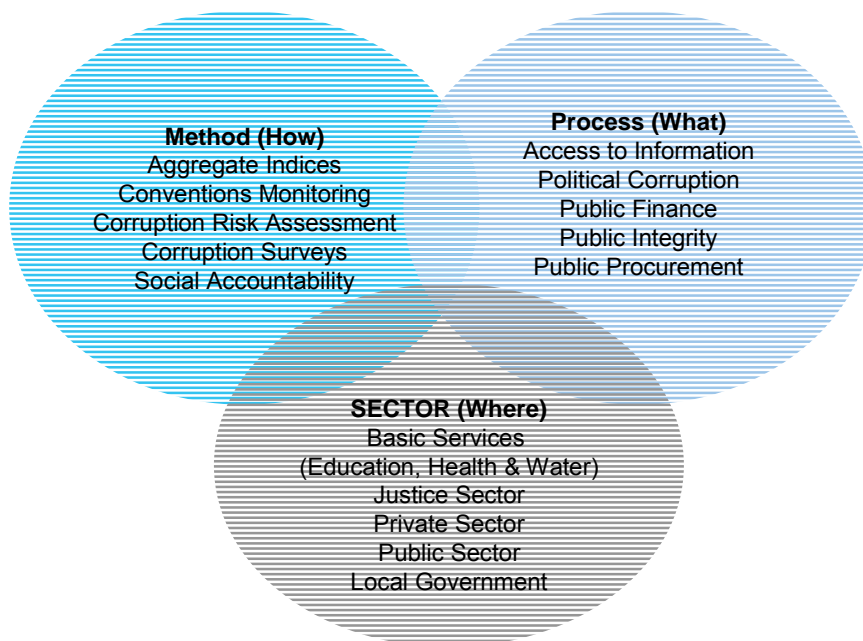 Method (How)
Aggregate Indices
Conventions Monitoring
Corruption Risk Assessment
Corruption Surveys
Social Accountability
Process (What)
Access to Information
Political Corruption
Public Finance
Public Integrity
Public Procurement
SECTOR (Where)
Basic Services
(Education, Health & Water)
Justice Sector
Private Sector
Public Sector
Local Government